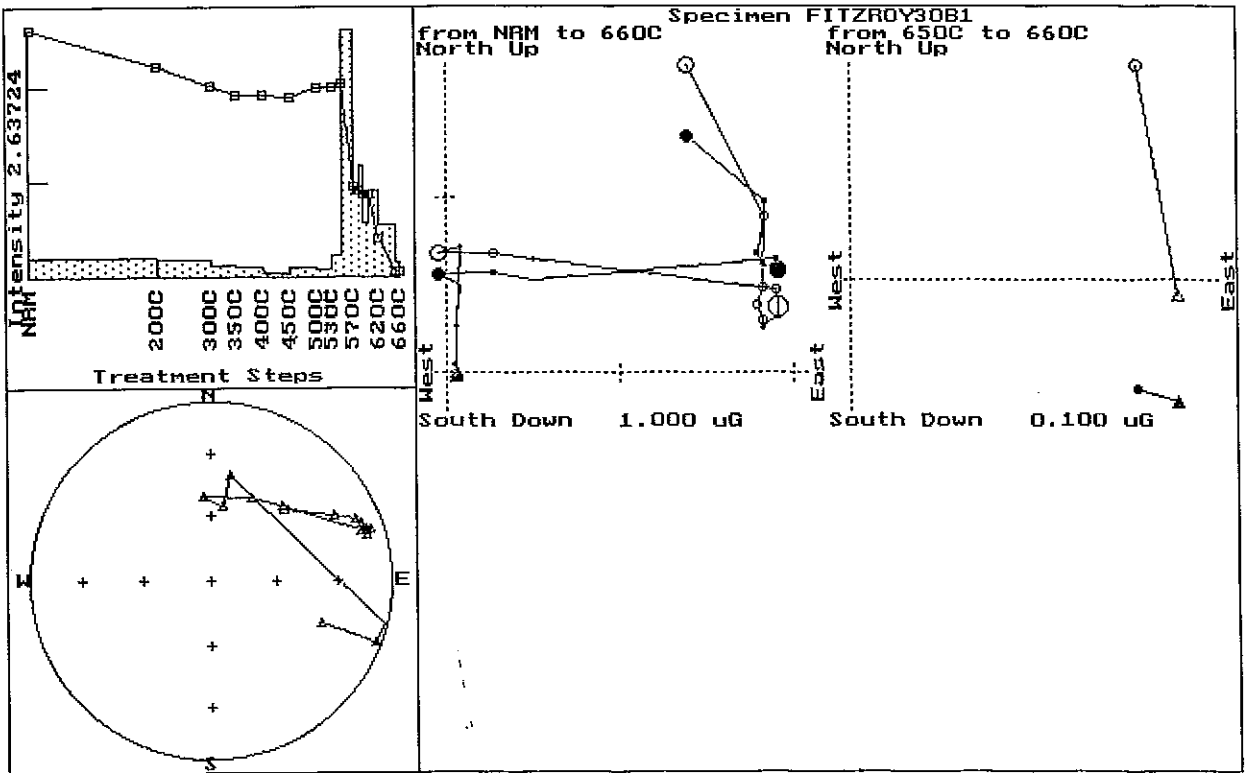 Specimen FITZROY30B1
from NRM to 660C
North Up
from 650C to 660C
North Up
Intensity 2.63724
NRM
200C
300C
350C
400C
450C
500C
530C
570C
620C
660C
Treatment Steps
West
East
South Down 1.000 uG
West
East
South Down 0.100 uG
N
W
E
S